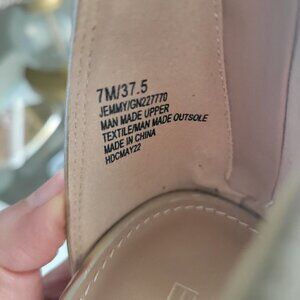 7M/37.5
JEMMY/GN227770
MAN MADE UPPER
TEXTILE/MAN MADE OUTSOLE
MADE IN CHINA
HDCMAY22